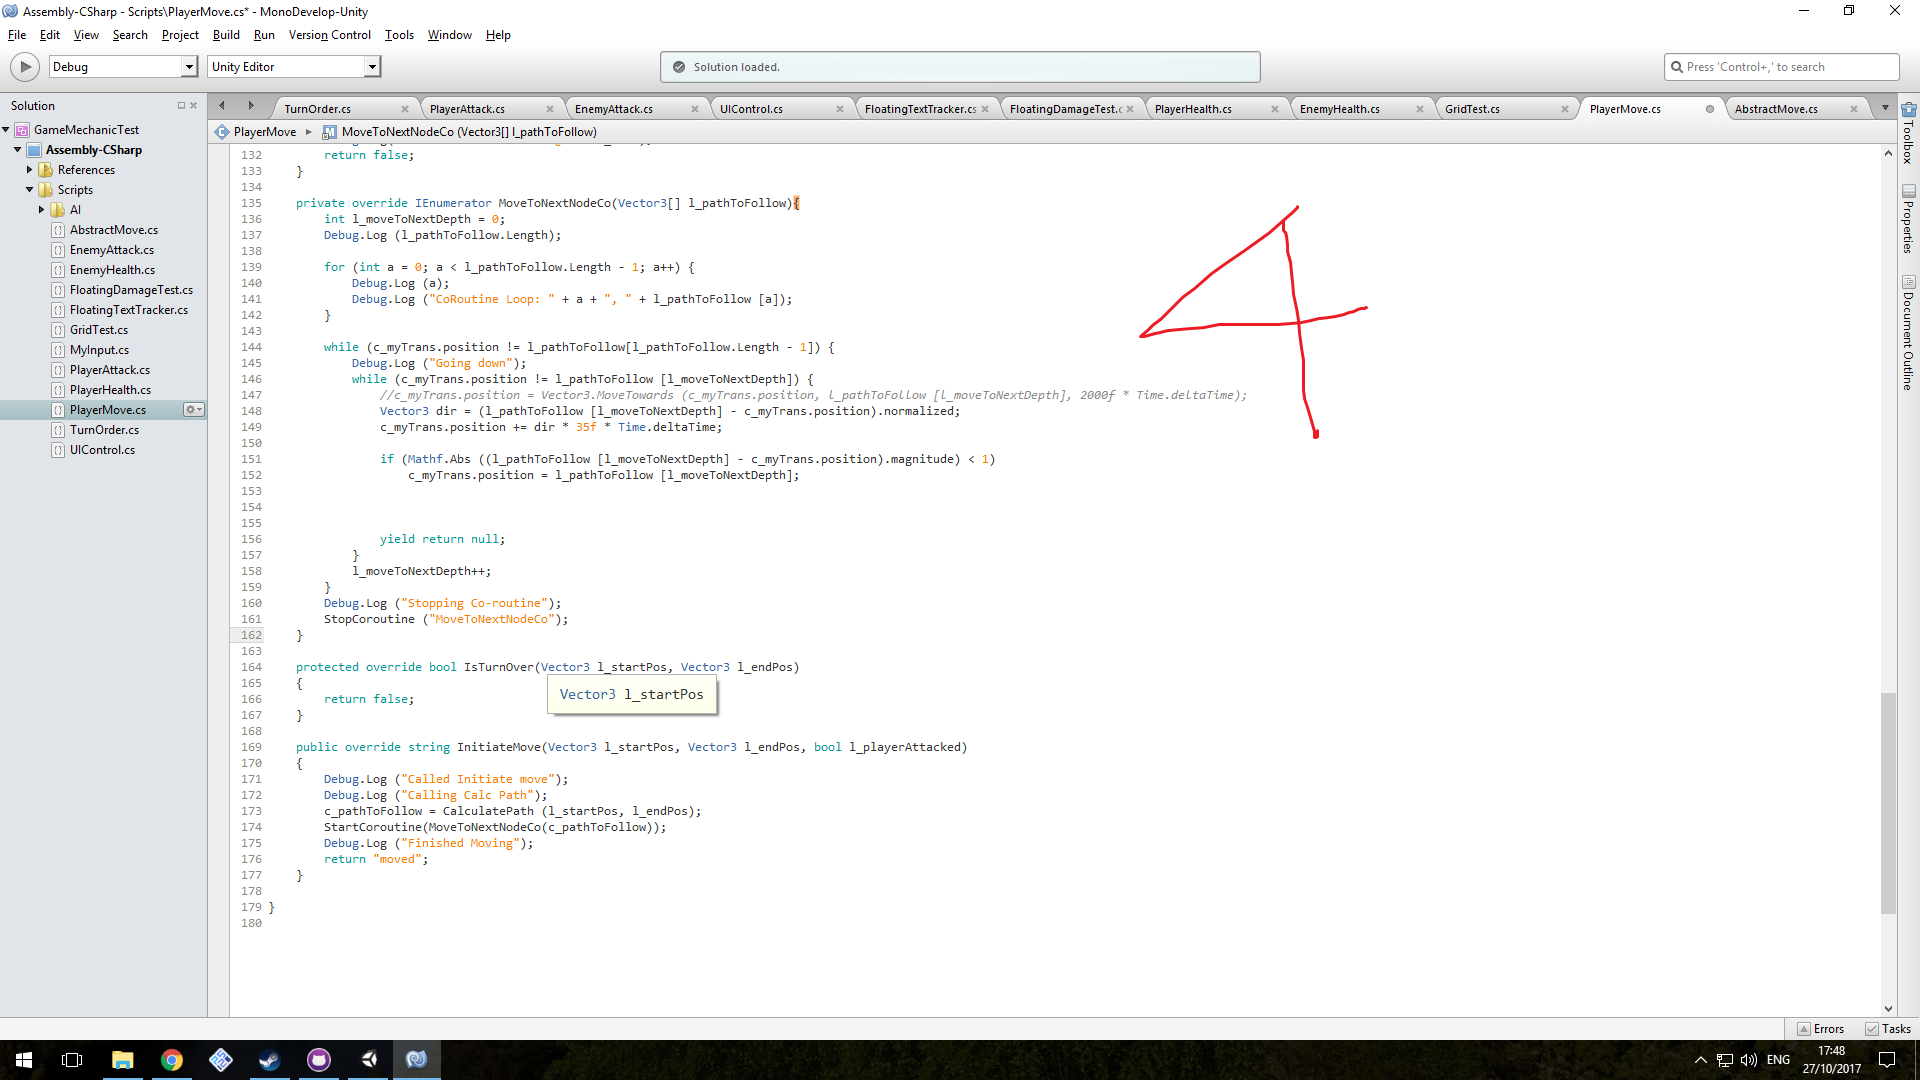 Assembly-CSharp - Scripts\PlayerMove.cs* - MonoDevelop-Unity
File Edit View Search Project Build Run Version Control Tools Window Help
Debug Unity Editor Solution loaded. Press 'Control+,' to search
Solution
GameMechanicTest
Assembly-CSharp
References
Scripts
AI
AbstractMove.cs
EnemyAttack.cs
EnemyHealth.cs
FloatingDamageTest.cs
FloatingTextTracker.cs
GridTest.cs
MyInput.cs
PlayerAttack.cs
PlayerHealth.cs
PlayerMove.cs
TurnOrder.cs
UIControl.cs
TurnOrder.cs PlayerAttack.cs EnemyAttack.cs UIControl.cs FloatingTextTracker.cs FloatingDamageTest.c PlayerHealth.cs EnemyHealth.cs GridTest.cs PlayerMove.cs AbstractMove.cs
PlayerMove MoveToNextNodeCo (Vector3[] l_pathToFollow)
132 return false;
133 }
134
135 private override IEnumerator MoveToNextNodeCo(Vector3[] l_pathToFollow){
136 int l_moveToNextDepth = 0;
137 Debug.Log (l_pathToFollow.Length);
138
139 for (int a = 0; a < l_pathToFollow.Length - 1; a++) {
140 Debug.Log (a);
141 Debug.Log ("CoRoutine Loop: " + a + ", " + l_pathToFollow [a]);
142 }
143
144 while (c_myTrans.position != l_pathToFollow[l_pathToFollow.Length - 1]) {
145 Debug.Log ("Going down");
146 while (c_myTrans.position != l_pathToFollow [l_moveToNextDepth]) {
147 //c_myTrans.position = Vector3.MoveTowards (c_myTrans.position, l_pathToFollow [l_moveToNextDepth], 2000f * Time.deltaTime);
148 Vector3 dir = (l_pathToFollow [l_moveToNextDepth] - c_myTrans.position).normalized;
149 c_myTrans.position += dir * 35f * Time.deltaTime;
150
151 if (Mathf.Abs ((l_pathToFollow [l_moveToNextDepth] - c_myTrans.position).magnitude) < 1)
152 c_myTrans.position = l_pathToFollow [l_moveToNextDepth];
153
154
155
156 yield return null;
157 }
158 l_moveToNextDepth++;
159 }
160 Debug.Log ("Stopping Co-routine");
161 StopCoroutine ("MoveToNextNodeCo");
162 }
163
164 protected override bool IsTurnOver(Vector3 l_startPos, Vector3 l_endPos)
165 {
Vector3 l_startPos
166 return false;
167 }
168
169 public override string InitiateMove(Vector3 l_startPos, Vector3 l_endPos, bool l_playerAttacked)
170 {
171 Debug.Log ("Called Initiate move");
172 Debug.Log ("Calling Calc Path");
173 c_pathToFollow = CalculatePath (l_startPos, l_endPos);
174 StartCoroutine(MoveToNextNodeCo(c_pathToFollow));
175 Debug.Log ("Finished Moving");
176 return "moved";
177 }
178
179 }
180
4
Toolbox
Properties
Document Outline
Errors Tasks
ENG
17:48
27/10/2017